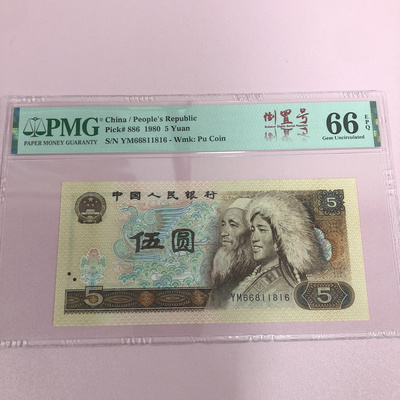 PMG
PAPER MONEY GUARANTY
China / People's Republic
Pick# 886 1980 5 Yuan
S/N YM66811816 - Wmk: Pu Coin
倒置号
66 EPQ
Gem Uncirculated
中国人民银行
5
伍圆
YM66811816
5
5